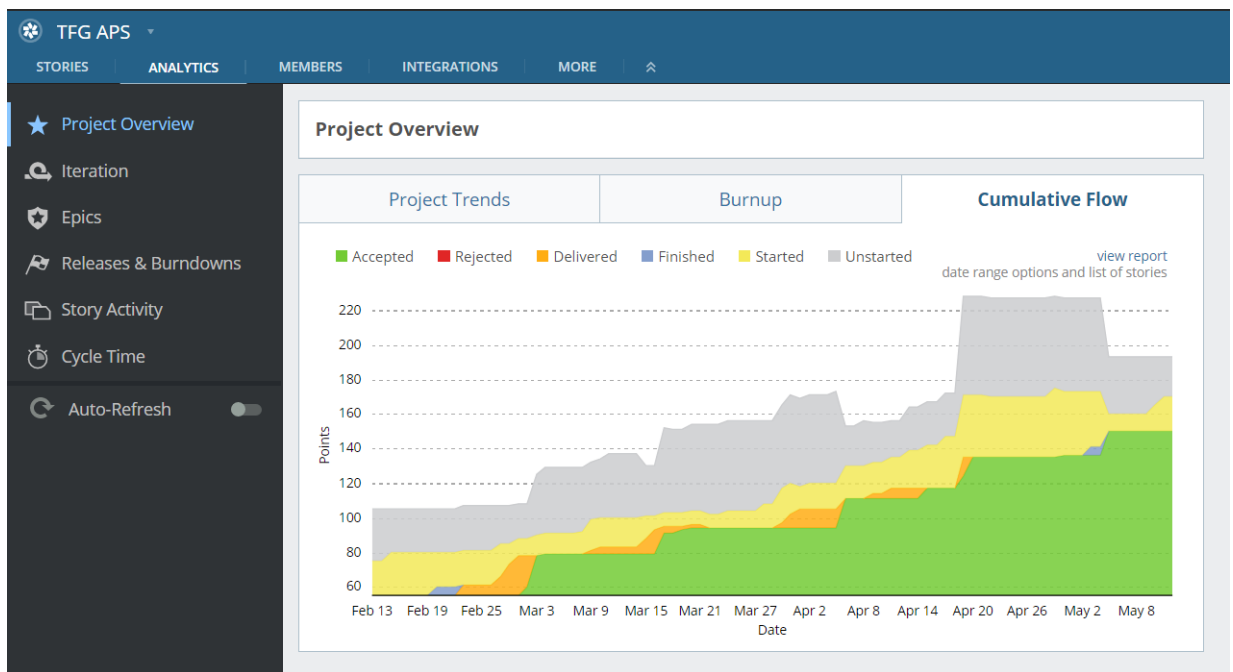 TFG APS
STORIES ANALYTICS MEMBERS INTEGRATIONS MORE
Project Overview
Iteration
Epics
Releases & Burndowns
Story Activity
Cycle Time
Auto-Refresh
Project Overview
Project Trends Burnup Cumulative Flow
Accepted Rejected Delivered Finished Started Unstarted
view report
date range options and list of stories
Points
220
200
180
160
140
120
100
80
60
Feb 13 Feb 19 Feb 25 Mar 3 Mar 9 Mar 15 Mar 21 Mar 27 Apr 2 Apr 8 Apr 14 Apr 20 Apr 26 May 2 May 8
Date